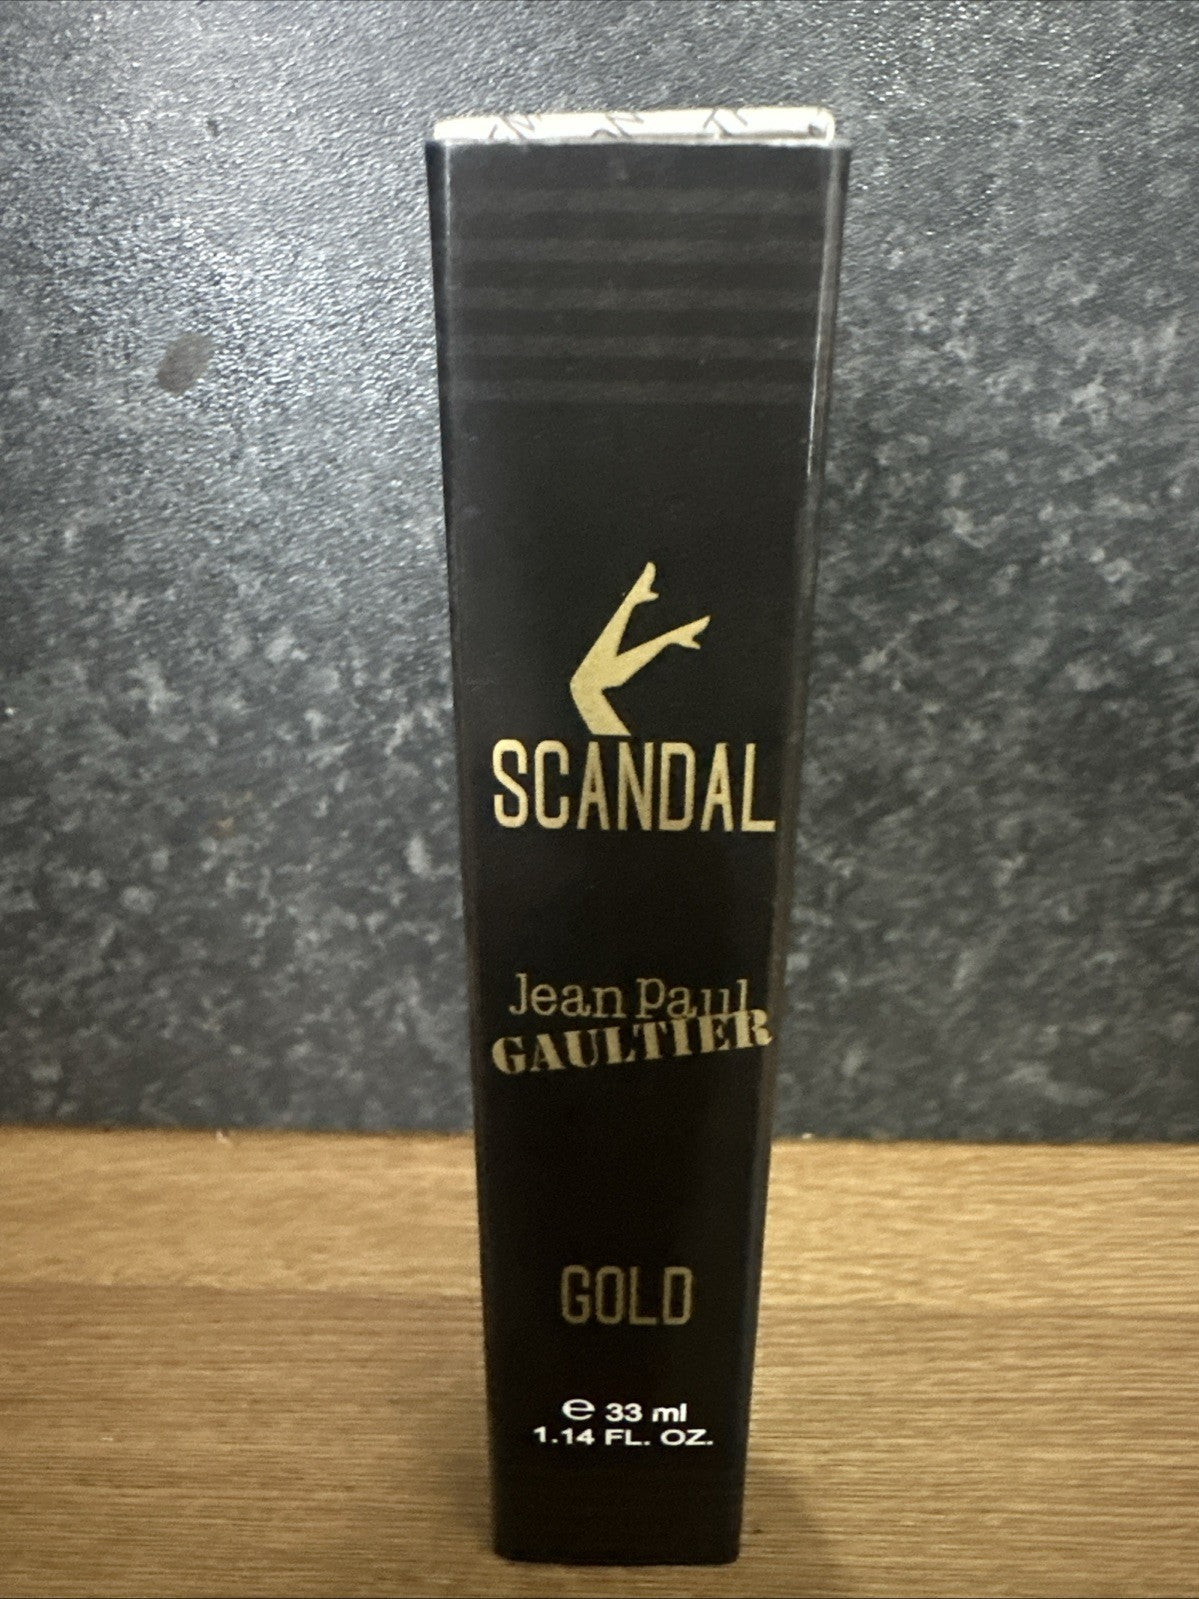 SCANDAL
Jean Paul
GAULTIER
GOLD
℮ 33 ml
1.14 FL. OZ.